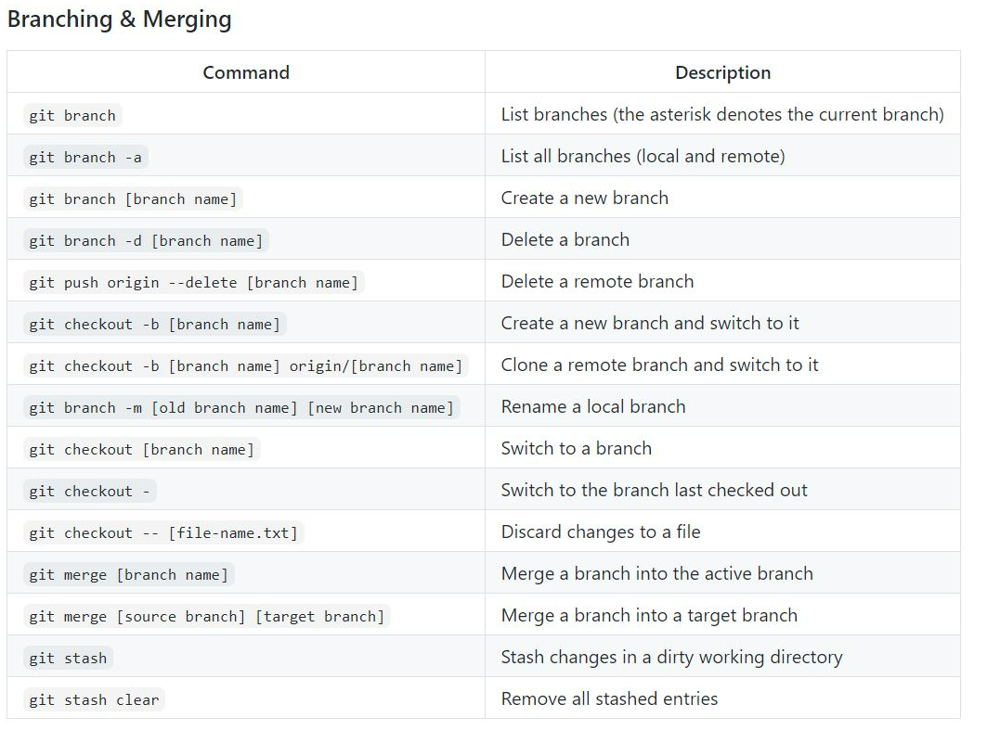 Branching & Merging
Command Description
git branch List branches (the asterisk denotes the current branch)
git branch -a List all branches (local and remote)
git branch [branch name] Create a new branch
git branch -d [branch name] Delete a branch
git push origin --delete [branch name] Delete a remote branch
git checkout -b [branch name] Create a new branch and switch to it
git checkout -b [branch name] origin/[branch name] Clone a remote branch and switch to it
git branch -m [old branch name] [new branch name] Rename a local branch
git checkout [branch name] Switch to a branch
git checkout - Switch to the branch last checked out
git checkout -- [file-name.txt] Discard changes to a file
git merge [branch name] Merge a branch into the active branch
git merge [source branch] [target branch] Merge a branch into a target branch
git stash Stash changes in a dirty working directory
git stash clear Remove all stashed entries